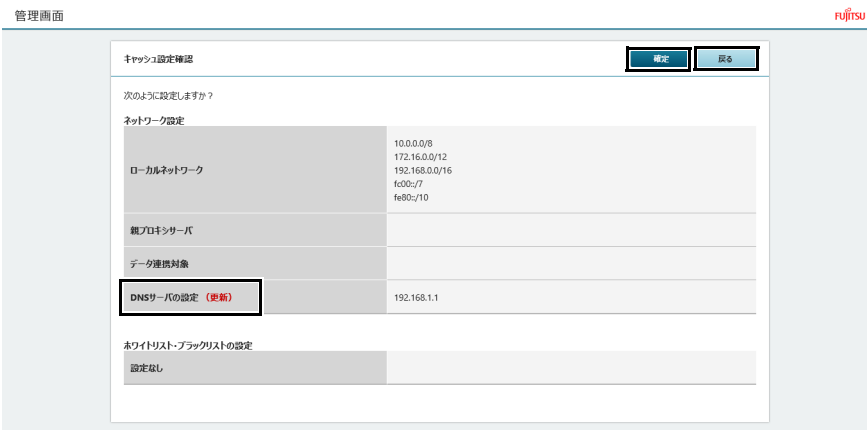 管理画面
FUJITSU
キャッシュ設定確認
確定
戻る
次のように設定しますか？
ネットワーク設定
ローカルネットワーク
10.0.0.0/8
172.16.0.0/12
192.168.0.0/16
fc00::/7
fe80::/10
親プロキシサーバ
データ連携対象
DNSサーバの設定 （更新）
192.168.1.1
ホワイトリスト・ブラックリストの設定
設定なし